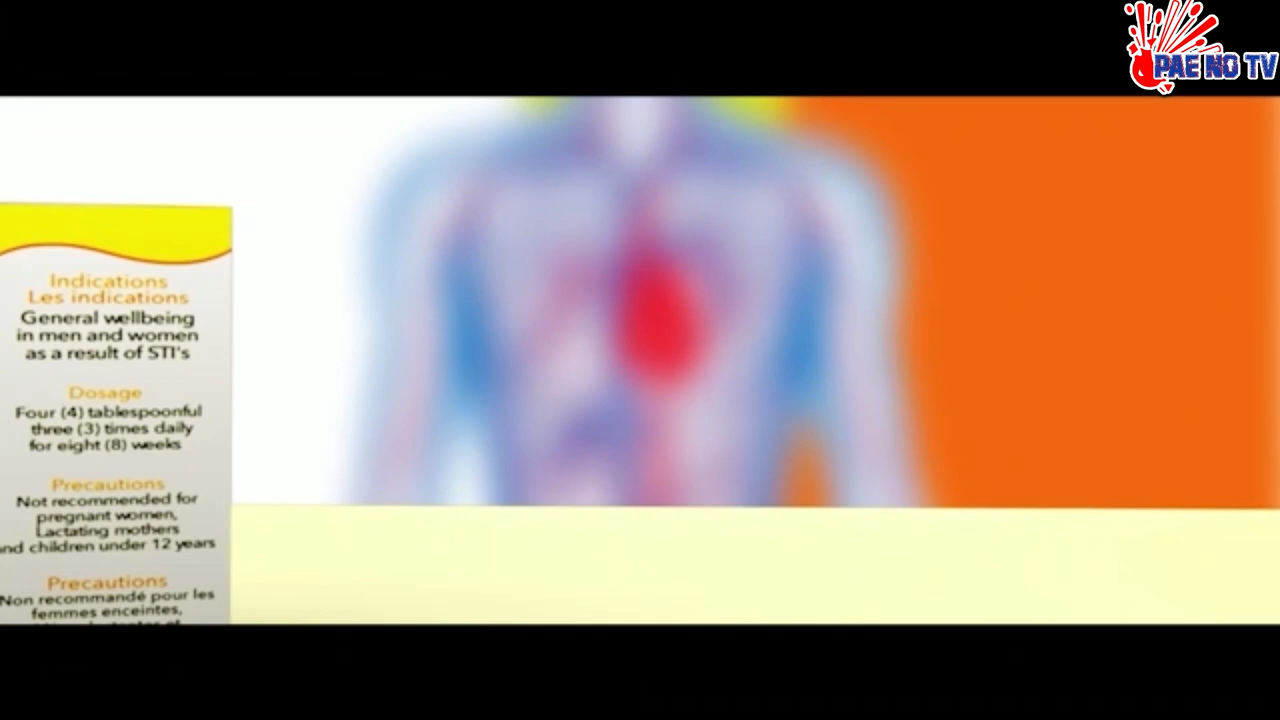 PAE NO TV
Indications
Les indications
General wellbeing
in men and women
as a result of STI's
Dosage
Four (4) tablespoonful
three (3) times daily
for eight (8) weeks
Precautions
Not recommended for
pregnant women,
Lactating mothers
nd children under 12 years
Precautions
Non recommandé pour les
femmes enceintes,